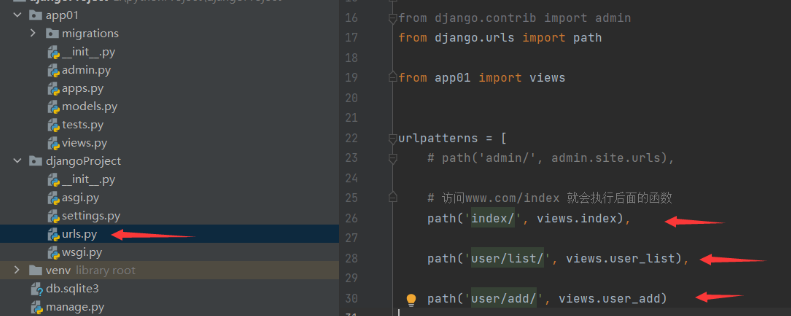 app01
migrations
__init__.py
admin.py
apps.py
models.py
tests.py
views.py
djangoProject
__init__.py
asgi.py
settings.py
urls.py
wsgi.py
venv library root
db.sqlite3
manage.py
16 from django.contrib import admin
17 from django.urls import path
18
19 from app01 import views
20
21
22 urlpatterns = [
23 # path('admin/', admin.site.urls),
24
25 # 访问www.com/index 就会执行后面的函数
26 path('index/', views.index),
27
28 path('user/list/', views.user_list),
29
30 path('user/add/', views.user_add)